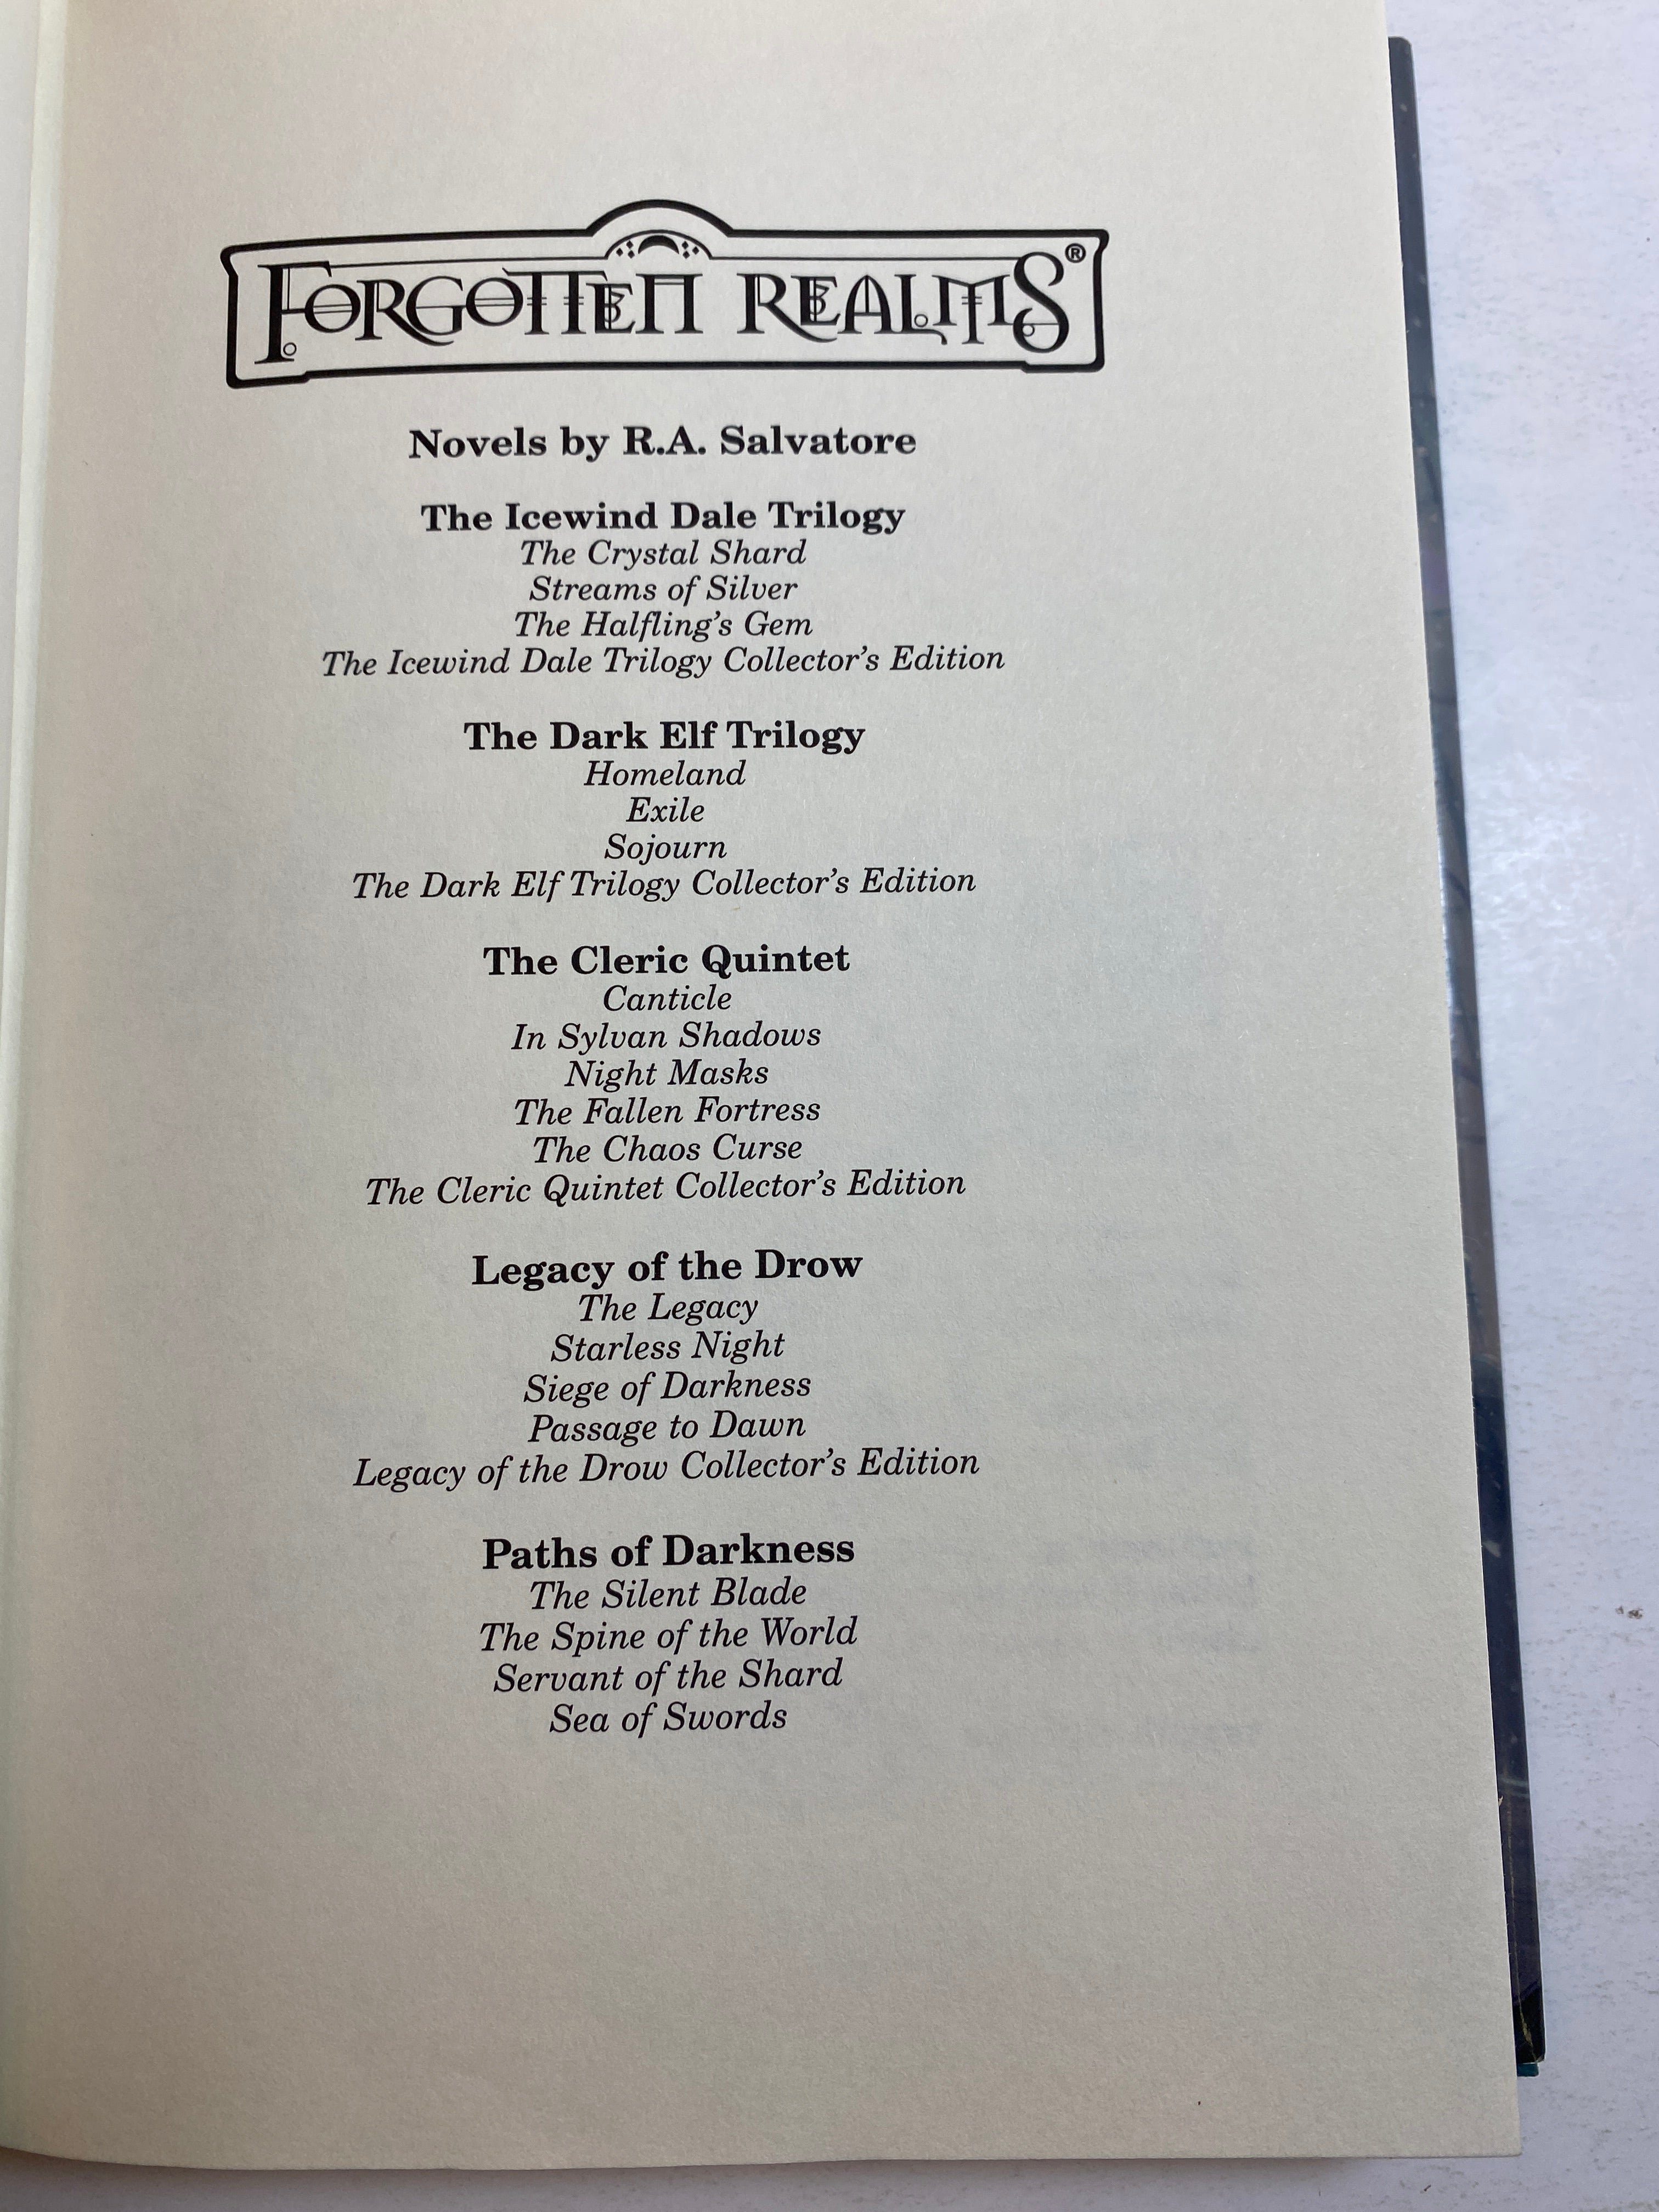 FORGOTTEN REALMS®
Novels by R.A. Salvatore
The Icewind Dale Trilogy
The Crystal Shard
Streams of Silver
The Halfling’s Gem
The Icewind Dale Trilogy Collector’s Edition
The Dark Elf Trilogy
Homeland
Exile
Sojourn
The Dark Elf Trilogy Collector’s Edition
The Cleric Quintet
Canticle
In Sylvan Shadows
Night Masks
The Fallen Fortress
The Chaos Curse
The Cleric Quintet Collector’s Edition
Legacy of the Drow
The Legacy
Starless Night
Siege of Darkness
Passage to Dawn
Legacy of the Drow Collector’s Edition
Paths of Darkness
The Silent Blade
The Spine of the World
Servant of the Shard
Sea of Swords